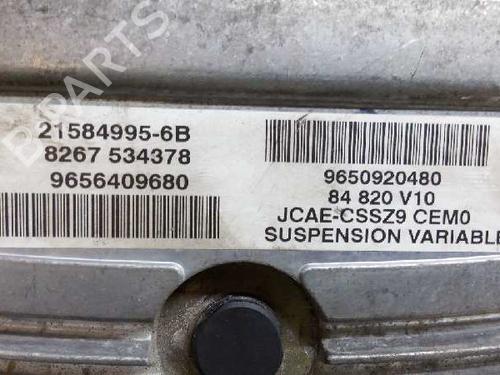 B PARTS
21584995-6B
8267 534378
9656409680
9650920480
84 820 V10
JCAE-CSSZ9 CEM0
SUSPENSION VARIABLE